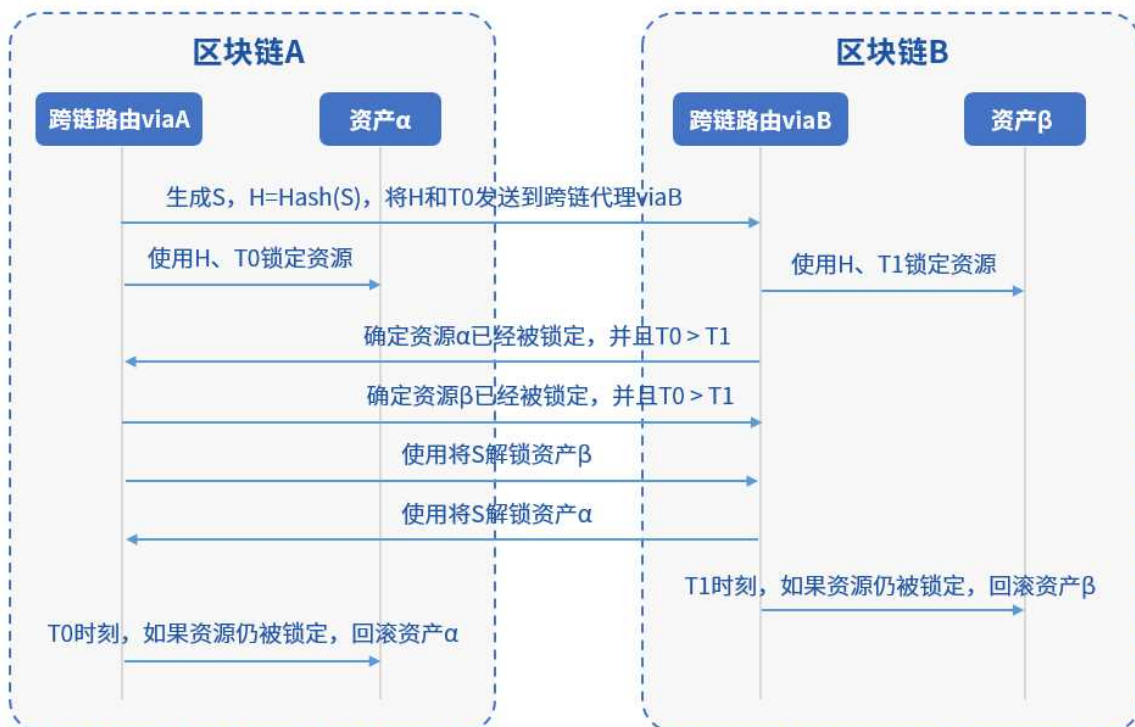 区块链A
区块链B
跨链路由viaA
资产α
跨链路由viaB
资产β
生成S，H=Hash(S)，将H和T0发送到跨链代理viaB
使用H、T0锁定资源
使用H、T1锁定资源
确定资源α已经被锁定，并且T0 > T1
确定资源β已经被锁定，并且T0 > T1
使用将S解锁资产β
使用将S解锁资产α
T1时刻，如果资源仍被锁定，回滚资产β
T0时刻，如果资源仍被锁定，回滚资产α